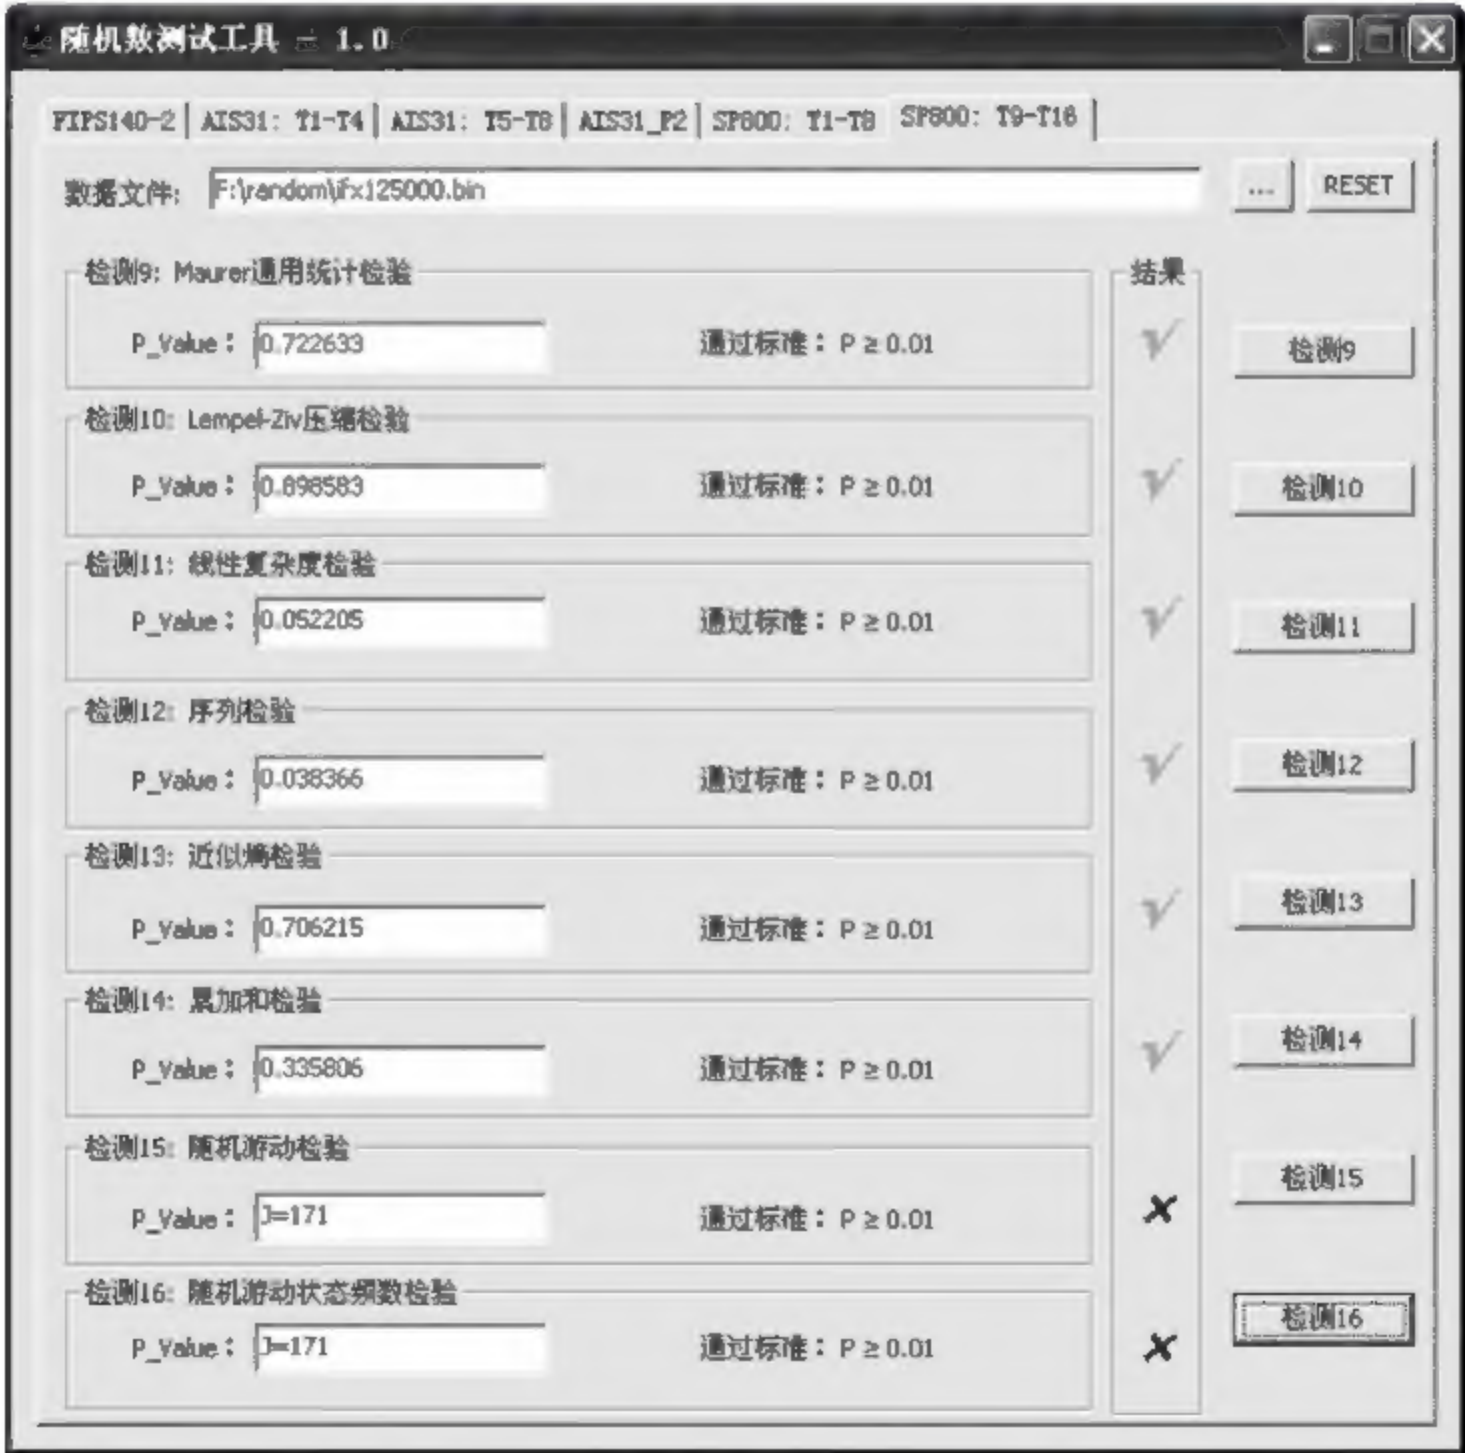 随机数测试工具 - 1.0
FIPS140-2 AIS31: T1-T4 AIS31: T5-T8 AIS31_P2 SP800: T1-T8 SP800: T9-T16
数据文件: F:\random\ifx125000.bin ... RESET
检测9: Maurer通用统计检验 结果
P_Value: 0.722633 通过标准: P ≥ 0.01 检测9
检测10: Lempel-Ziv压缩检验
P_Value: 0.898583 通过标准: P ≥ 0.01 检测10
检测11: 线性复杂度检验
P_Value: 0.052205 通过标准: P ≥ 0.01 检测11
检测12: 序列检验
P_Value: 0.038366 通过标准: P ≥ 0.01 检测12
检测13: 近似熵检验
P_Value: 0.706215 通过标准: P ≥ 0.01 检测13
检测14: 累加和检验
P_Value: 0.335806 通过标准: P ≥ 0.01 检测14
检测15: 随机游动检验
P_Value: J=171 通过标准: P ≥ 0.01 检测15
检测16: 随机游动状态频数检验
P_Value: J=171 通过标准: P ≥ 0.01 检测16